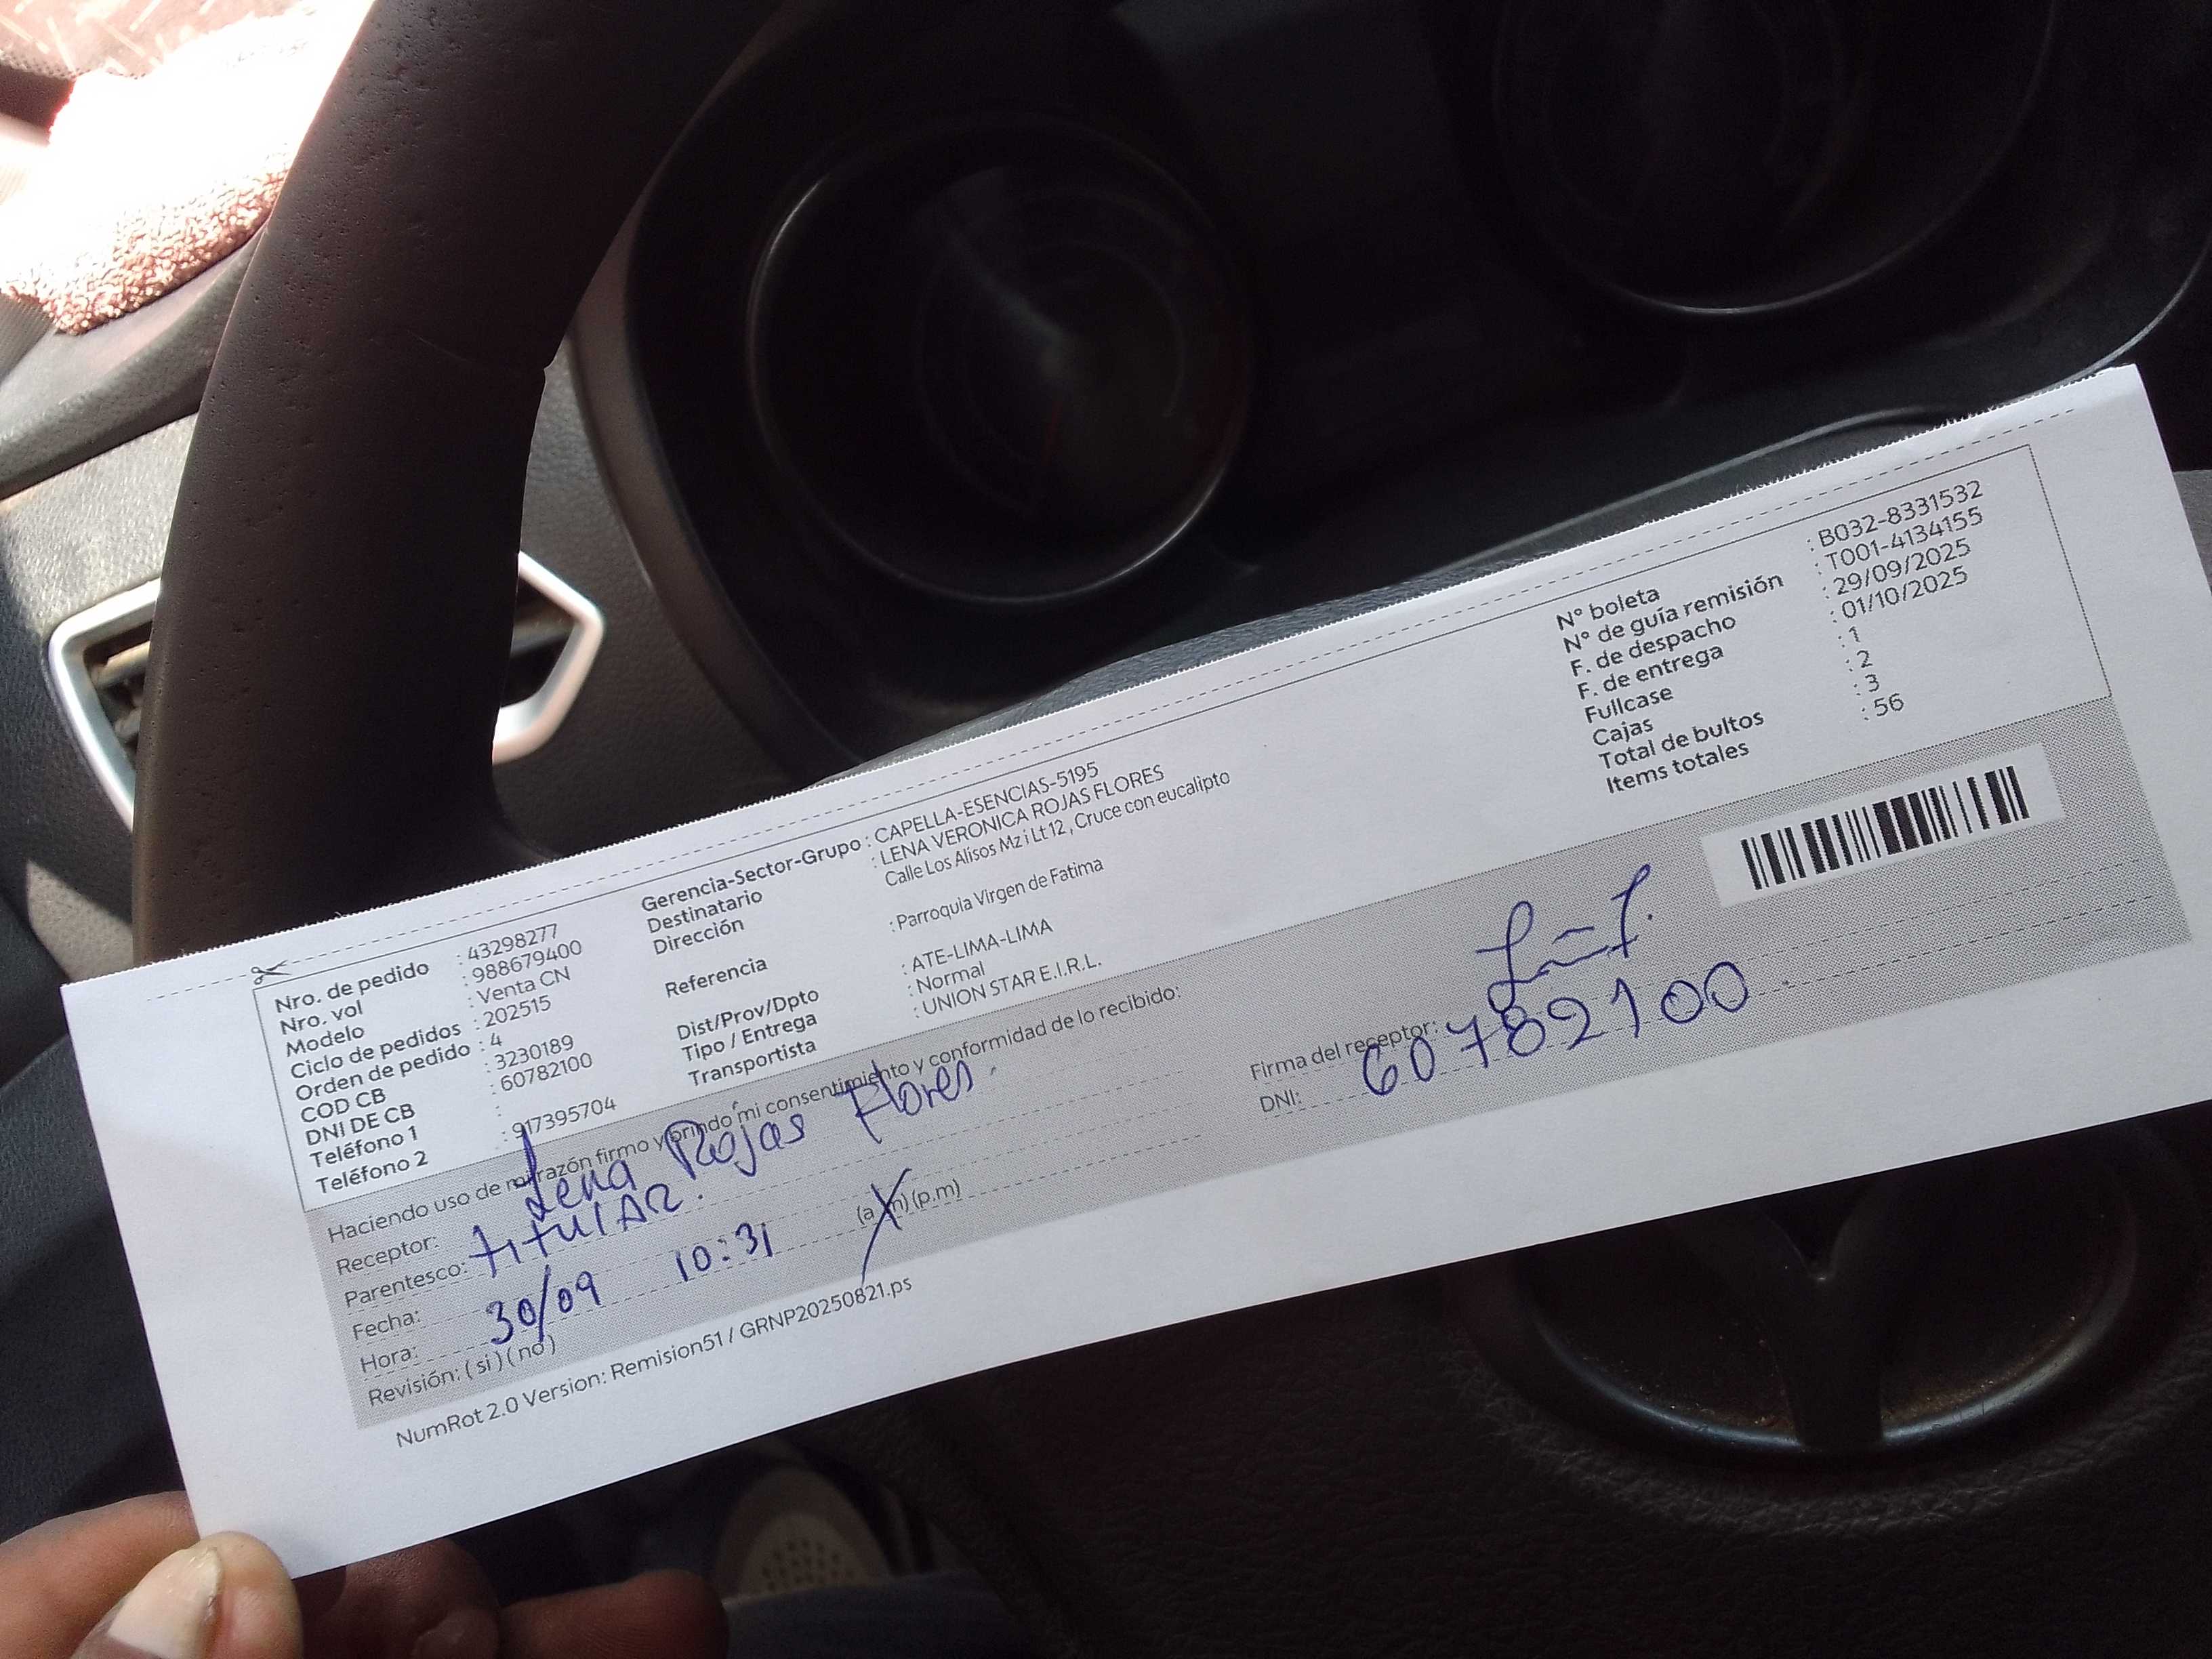 Nro. de pedido : 43298277
Nro. vol : 988679400
Modelo : Venta CN
Ciclo de pedidos : 202515
Orden de pedido : 4
COD CB : 3230189
DNI DE CB : 60782100
Teléfono 1 :
Teléfono 2 : 917395704
Gerencia-Sector-Grupo : CAPELLA-ESENCIAS-5195
Destinatario : LENA VERONICA ROJAS FLORES
Dirección Calle Los Alisos Mz i Lt 12 , Cruce con eucalipto
Referencia : Parroquia Virgen de Fatima
Dist/Prov/Dpto : ATE-LIMA-LIMA
Tipo / Entrega : Normal
Transportista : UNION STAR E.I.R.L.
N° boleta : B032-8331532
N° de guía remisión : T001-4134155
F. de despacho : 29/09/2025
F. de entrega : 01/10/2025
Fullcase : 1
Cajas : 2
Total de bultos : 3
Items totales : 56
Haciendo uso de mi razón firmo y brindo mi consentimiento y conformidad de lo recibido:
Receptor: Lena Rojas Flores
Parentesco: titulAR.
Fecha: 30/09
Hora: 10:31 (a.m) (p.m)
Revisión: ( si ) ( no )
Firma del receptor:
DNI: 60782100
NumRot 2.0 Version: Remision51 / GRNP20250821.ps